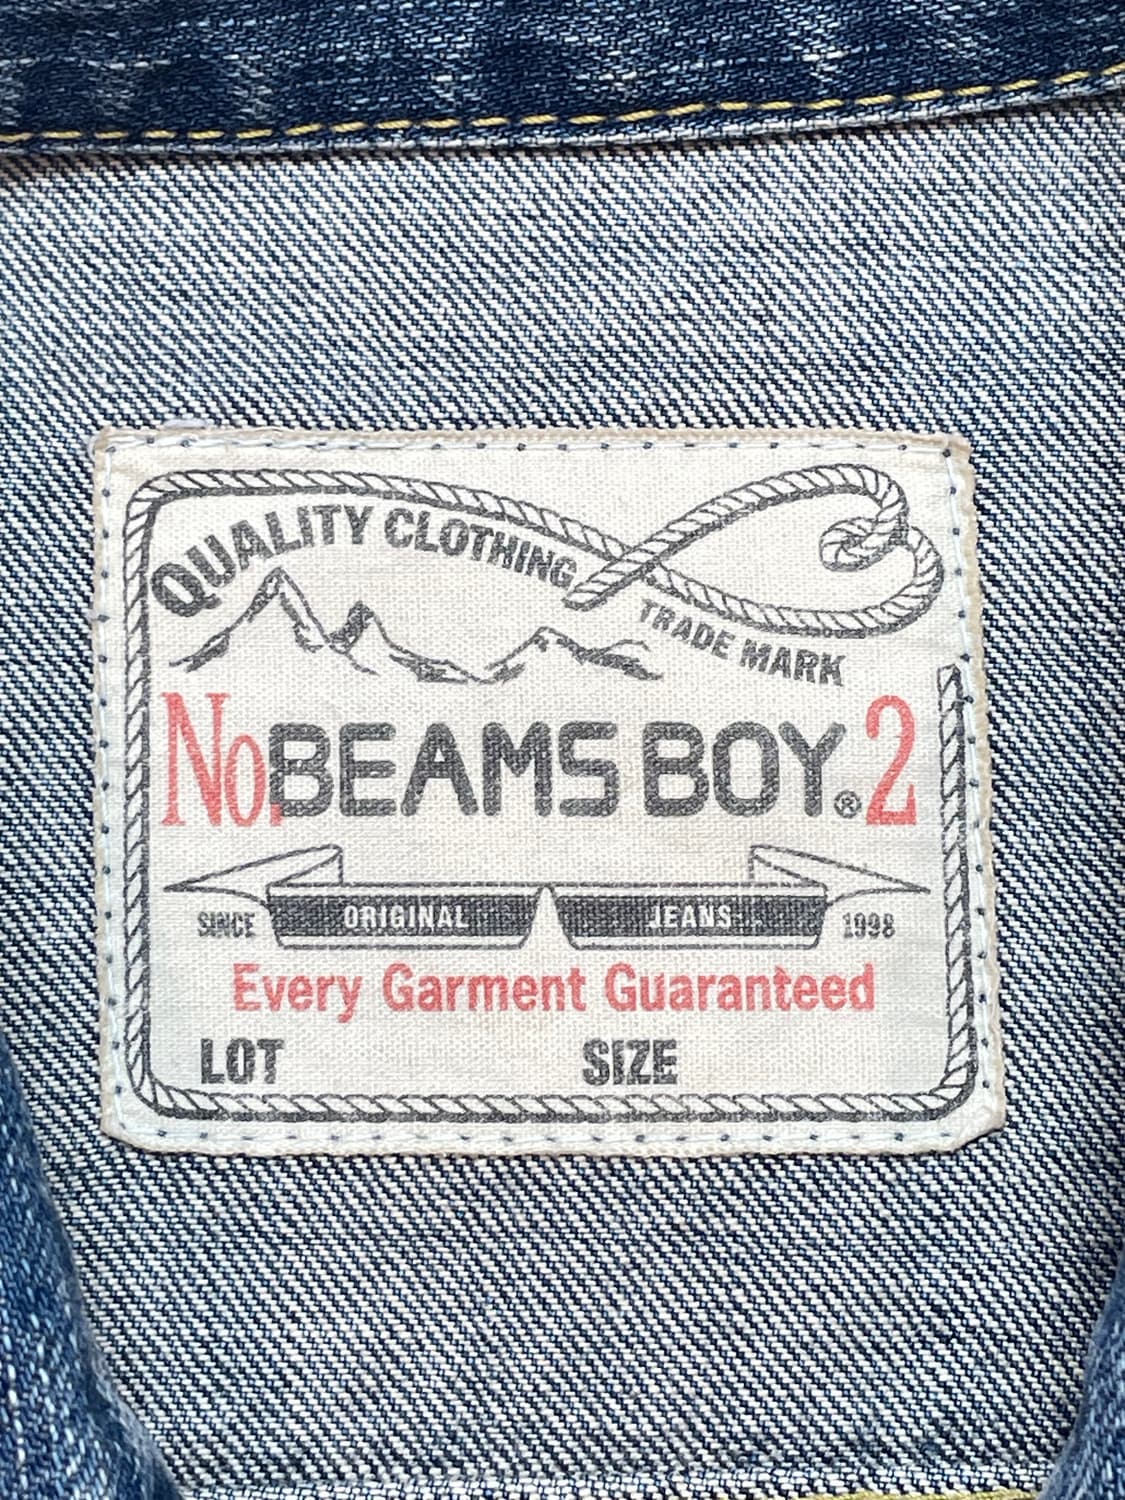 QUALITY CLOTHING
TRADE MARK
No. BEAMS BOY® 2
SINCE ORIGINAL JEANS 1998
Every Garment Guaranteed
LOT SIZE